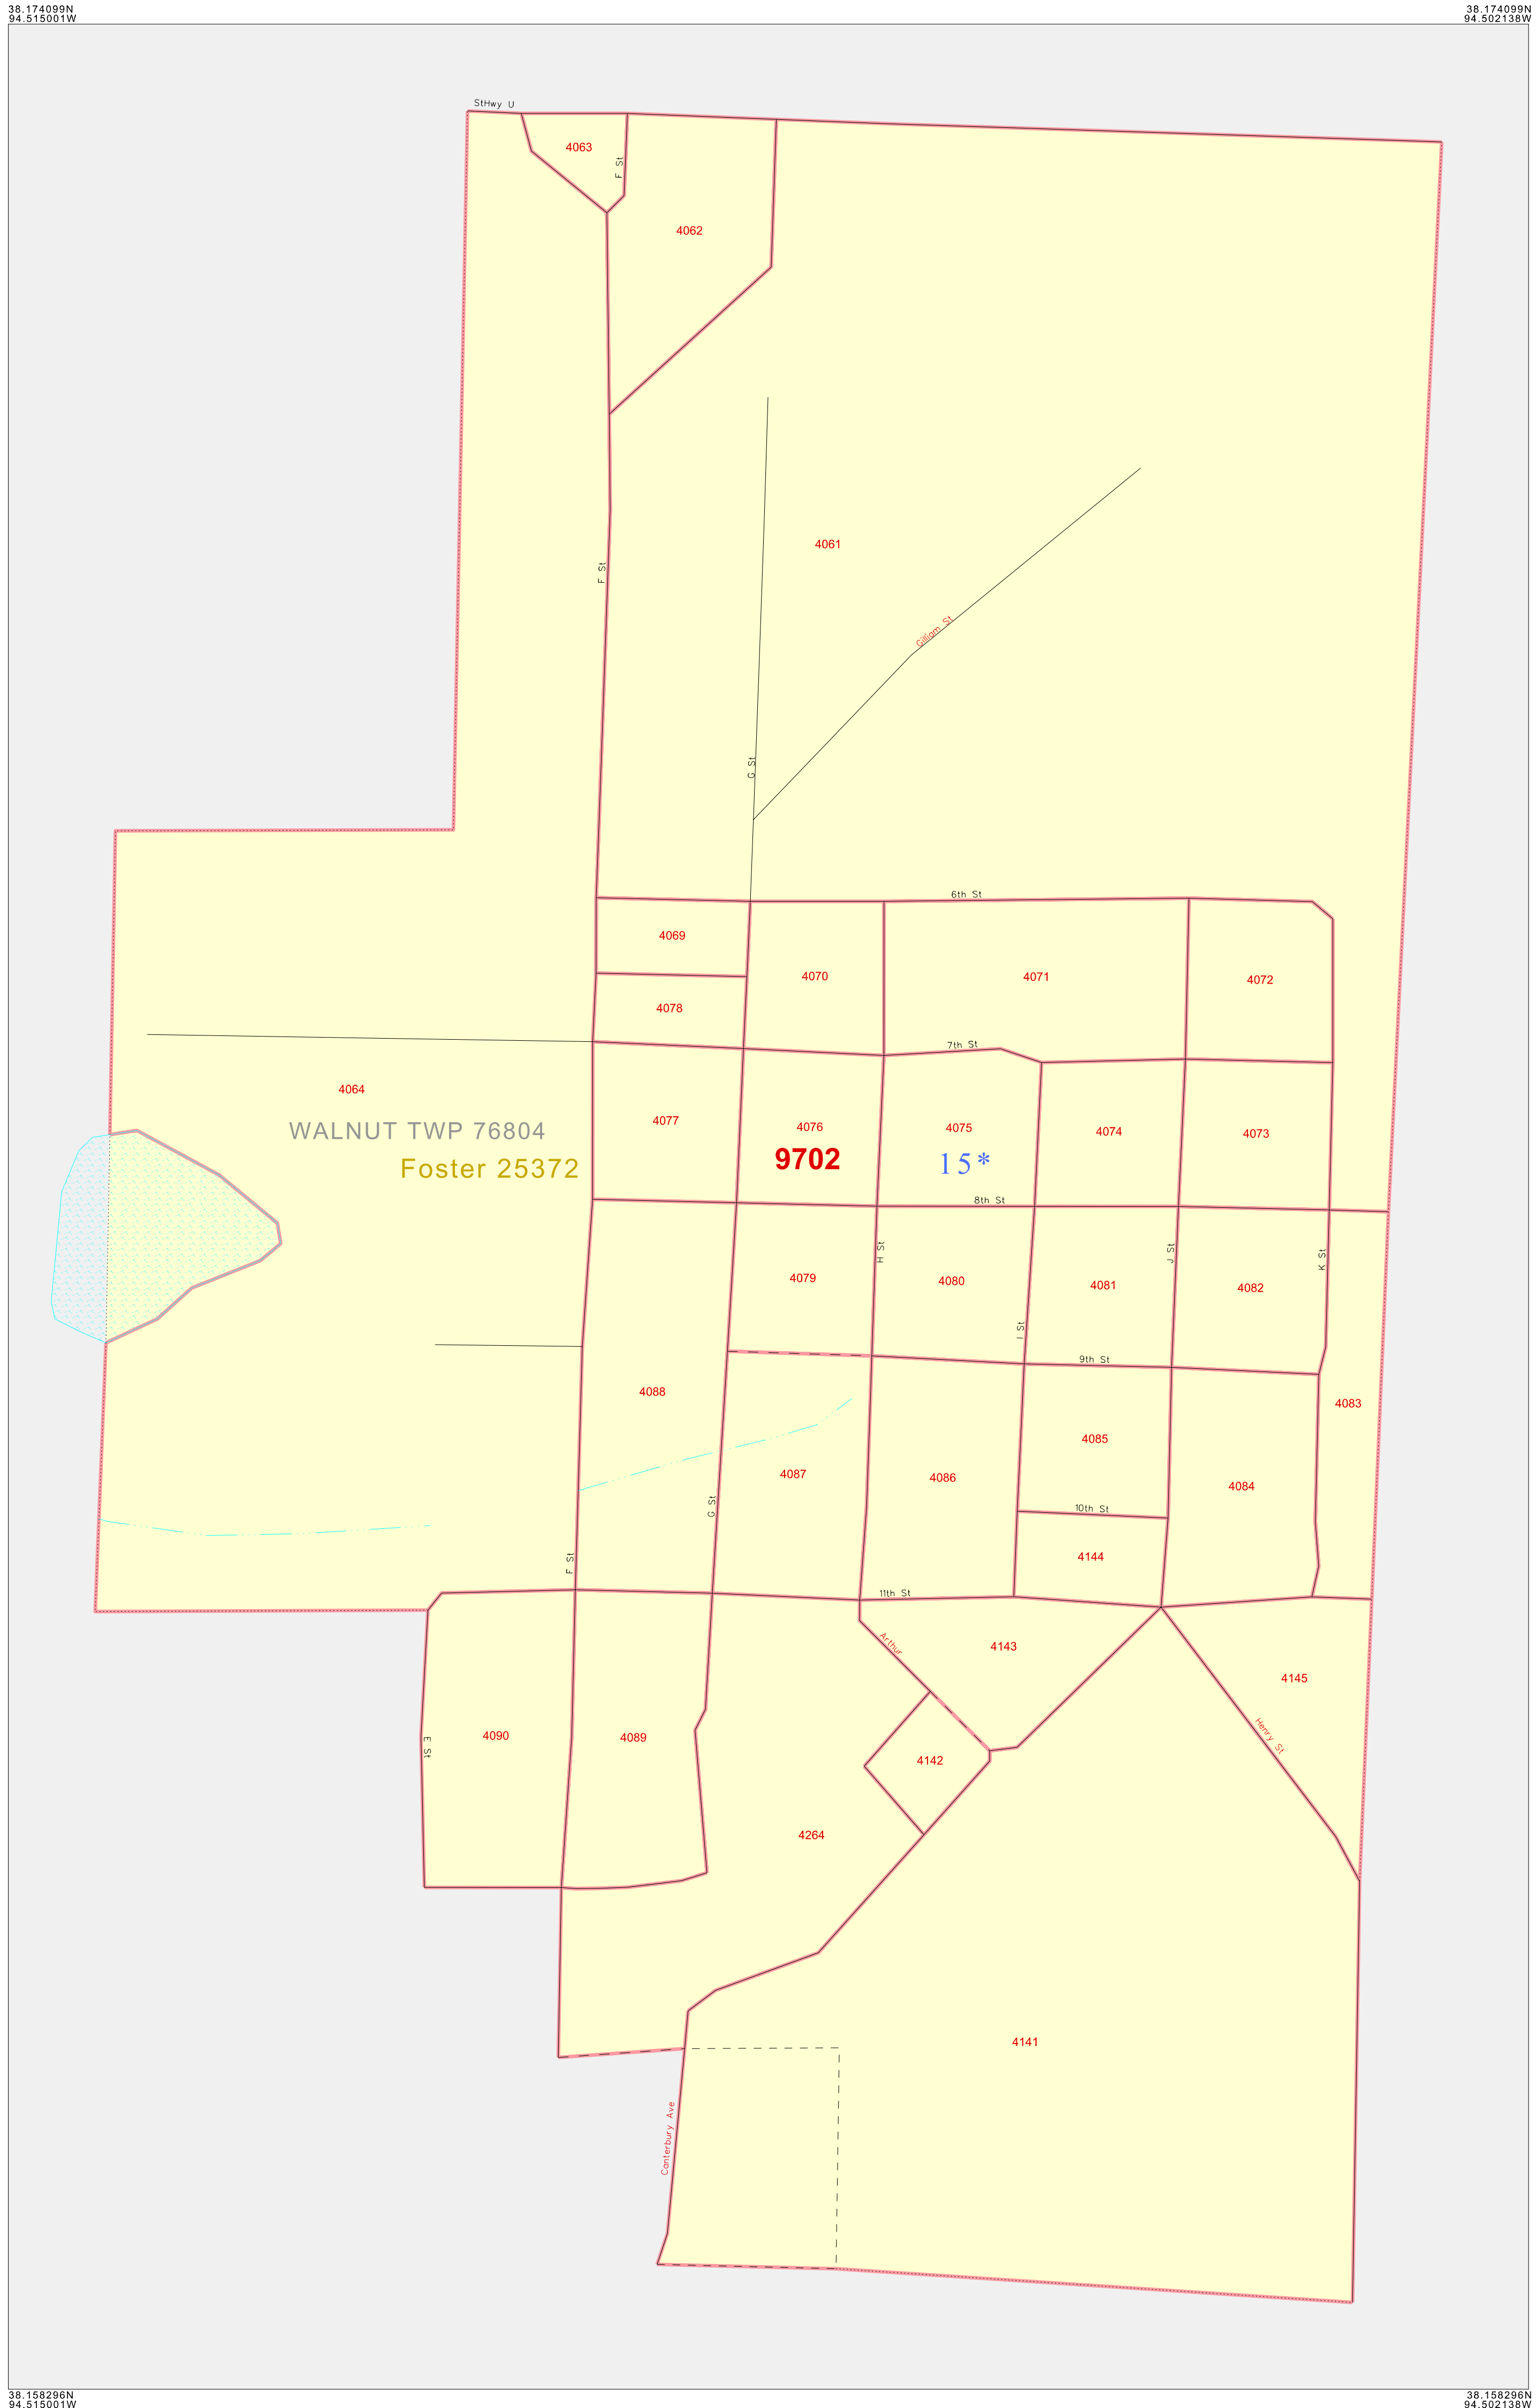 38.174099N
94.515001W
38.174099N
94.502138W
StHwy U
4063
F St
4062
F St
4061
Gilliam St
G St
6th St
4069
4070
4071
4072
4078
7th St
4064
4077
4076
4075
4074
4073
WALNUT TWP 76804
Foster 25372
9702
15*
8th St
H St
J St
K St
4079
4080
4081
4082
I St
9th St
4088
4083
4085
4087
4086
4084
G St
10th St
F St
4144
11th St
Arthur
4143
4145
E St
4090
4089
4142
Henry St
4264
4141
Canterbury Ave
38.158296N
94.515001W
38.158296N
94.502138W